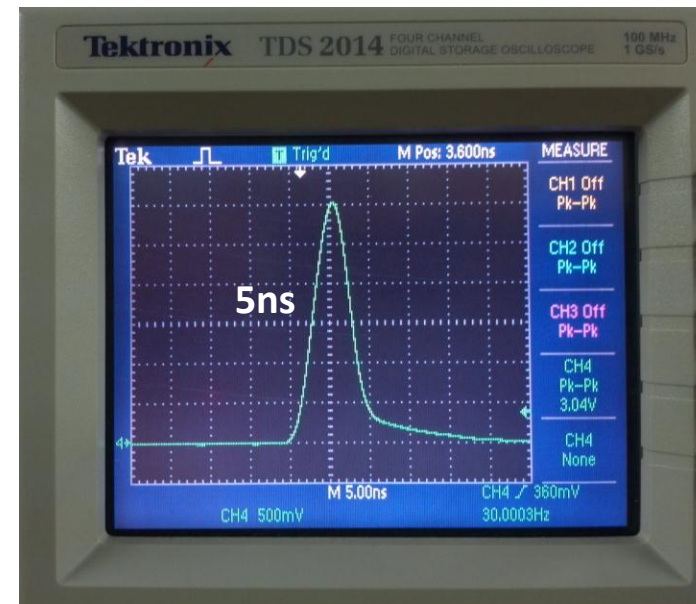 Tektronix TDS 2014 FOUR CHANNEL DIGITAL STORAGE OSCILLOSCOPE 100 MHz 1 GS/s
Tek T Trig'd M Pos: 3.600ns MEASURE
CH1 Off
Pk-Pk
CH2 Off
Pk-Pk
5ns
CH3 Off
Pk-Pk
CH4
Pk-Pk
3.04V
4
CH4
None
M 5.00ns CH4 360mV
CH4 500mV 30.0003Hz